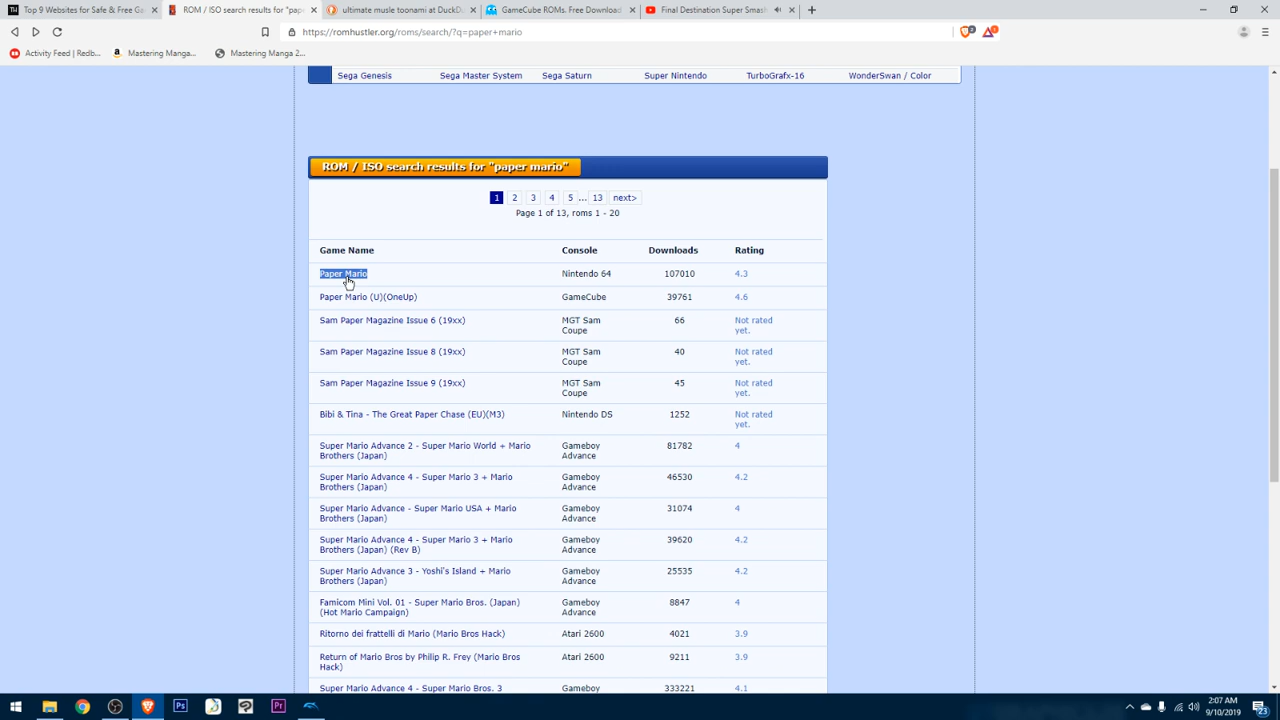 Top 9 Websites for Safe & Free Ga
ROM / ISO search results for "pape
ultimate musle toonami at DuckDu
GameCube ROMs. Free Download
Final Destination Super Smash
https://romhustler.org/roms/search/?q=paper+mario
Activity Feed | Redb...
Mastering Manga...
Mastering Manga 2...
Sega Genesis Sega Master System Sega Saturn Super Nintendo TurboGrafx-16 WonderSwan / Color
ROM / ISO search results for "paper mario"
1 2 3 4 5 ... 13 next>
Page 1 of 13, roms 1 - 20
Game Name Console Downloads Rating
Paper Mario Nintendo 64 107010 4.3
Paper Mario (U)(OneUp) GameCube 39761 4.6
Sam Paper Magazine Issue 6 (19xx) MGT Sam 66 Not rated
Coupe yet.
Sam Paper Magazine Issue 8 (19xx) MGT Sam 40 Not rated
Coupe yet.
Sam Paper Magazine Issue 9 (19xx) MGT Sam 45 Not rated
Coupe yet.
Bibi & Tina - The Great Paper Chase (EU)(M3) Nintendo DS 1252 Not rated
yet.
Super Mario Advance 2 - Super Mario World + Mario Gameboy 81782 4
Brothers (Japan) Advance
Super Mario Advance 4 - Super Mario 3 + Mario Gameboy 46530 4.2
Brothers (Japan) Advance
Super Mario Advance - Super Mario USA + Mario Gameboy 31074 4
Brothers (Japan) Advance
Super Mario Advance 4 - Super Mario 3 + Mario Gameboy 39620 4.2
Brothers (Japan) (Rev B) Advance
Super Mario Advance 3 - Yoshi's Island + Mario Gameboy 25535 4.2
Brothers (Japan) Advance
Famicom Mini Vol. 01 - Super Mario Bros. (Japan) Gameboy 8847 4
(Hot Mario Campaign) Advance
Ritorno dei frattelli di Mario (Mario Bros Hack) Atari 2600 4021 3.9
Return of Mario Bros by Philip R. Frey (Mario Bros Atari 2600 9211 3.9
Hack)
Super Mario Advance 4 - Super Mario Bros. 3 Gameboy 333221 4.1
Ps
Pr
2:07 AM
9/10/2019
23